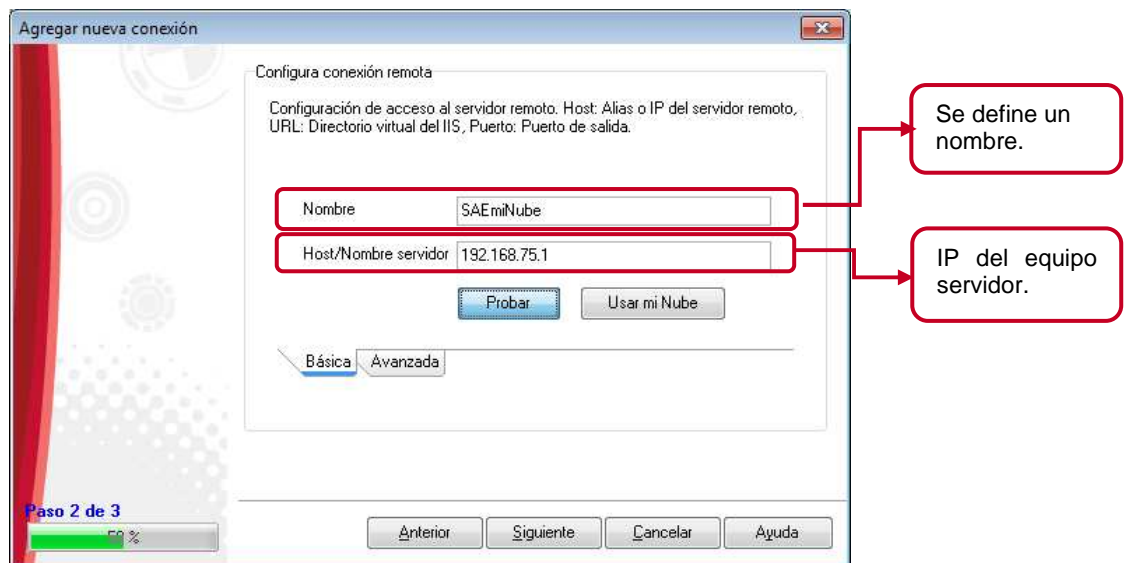 Agregar nueva conexión
Configura conexión remota
Configuración de acceso al servidor remoto. Host: Alias o IP del servidor remoto,
URL: Directorio virtual del IIS, Puerto: Puerto de salida.
Nombre
SAEmiNube
Host/Nombre servidor
192.168.75.1
Probar
Usar mi Nube
Básica
Avanzada
Paso 2 de 3
50 %
Anterior
Siguiente
Cancelar
Ayuda
Se define un
nombre.
IP del equipo
servidor.